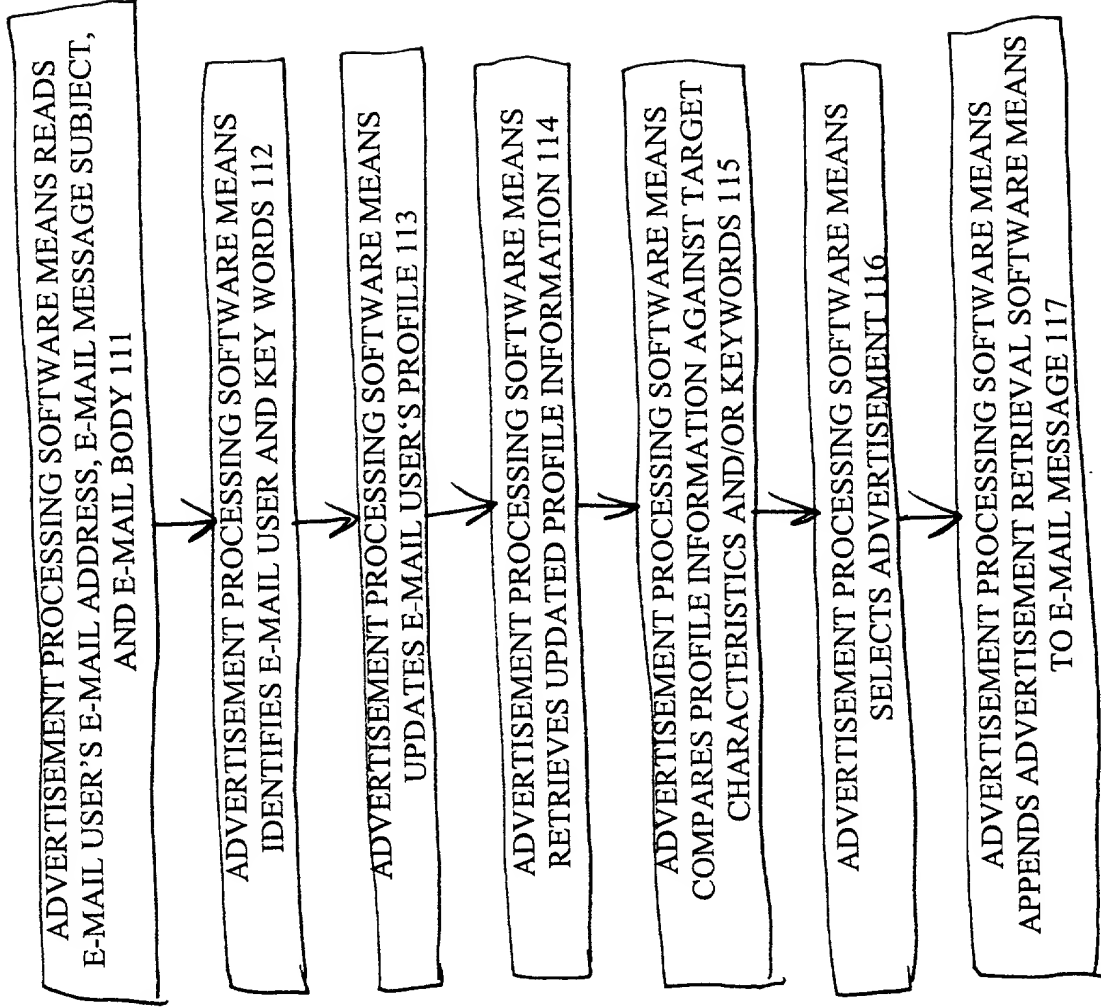 ADVERTISEMENT PROCESSING SOFTWARE MEANS READS
E-MAIL USER'S E-MAIL ADDRESS, E-MAIL MESSAGE SUBJECT,
AND E-MAIL BODY 111
ADVERTISEMENT PROCESSING SOFTWARE MEANS
IDENTIFIES E-MAIL USER AND KEY WORDS 112
ADVERTISEMENT PROCESSING SOFTWARE MEANS
UPDATES E-MAIL USER'S PROFILE 113
ADVERTISEMENT PROCESSING SOFTWARE MEANS
RETRIEVES UPDATED PROFILE INFORMATION 114
ADVERTISEMENT PROCESSING SOFTWARE MEANS
COMPARES PROFILE INFORMATION AGAINST TARGET
CHARACTERISTICS AND/OR KEYWORDS 115
ADVERTISEMENT PROCESSING SOFTWARE MEANS
SELECTS ADVERTISEMENT 116
ADVERTISEMENT PROCESSING SOFTWARE MEANS
APPENDS ADVERTISEMENT RETRIEVAL SOFTWARE MEANS
TO E-MAIL MESSAGE 117